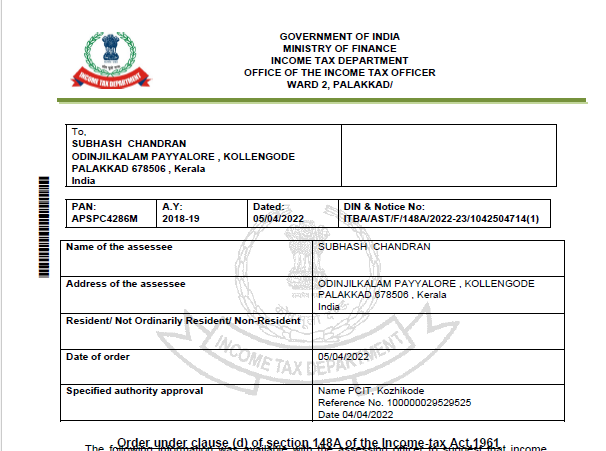 GOVERNMENT OF INDIA
MINISTRY OF FINANCE
INCOME TAX DEPARTMENT
OFFICE OF THE INCOME TAX OFFICER
WARD 2, PALAKKAD/
INCOME TAX DEPARTMENT
To,
SUBHASH CHANDRAN
ODINJILKALAM PAYYALORE , KOLLENGODE
PALAKKAD 678506 , Kerala
India
PAN:
APSPC4286M
A.Y:
2018-19
Dated:
05/04/2022
DIN & Notice No:
ITBA/AST/F/148A/2022-23/1042504714(1)
Name of the assessee
SUBHASH CHANDRAN
Address of the assessee
ODINJILKALAM PAYYALORE , KOLLENGODE
PALAKKAD 678506 , Kerala
India
Resident/ Not Ordinarily Resident/ Non-Resident
INCOME TAX DEPARTMENT
Date of order
05/04/2022
Specified authority approval
Name PCIT, Kozhikode
Reference No. 100000029529525
Date 04/04/2022
Order under clause (d) of section 148A of the Income-tax Act,1961
The following information was available with the assessing officer to suggest that income